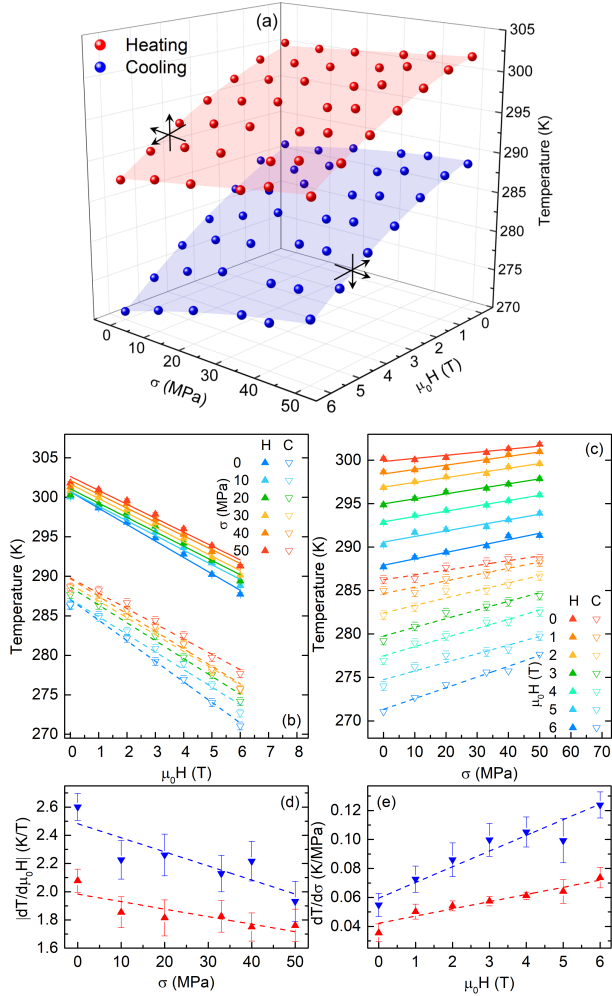 (a)
Heating
Cooling
305
300
295
290
285
280
275
270
Temperature (K)
0
10
20
30
40
50
σ (MPa)
6
5
4
3
2
1
0
μ₀H (T)
305
300
295
290
285
280
275
270
Temperature (K)
H C
0
10
20
30
40
50
σ (MPa)
(b)
0 1 2 3 4 5 6 7 8
μ₀H (T)
(c)
300
295
290
285
280
275
270
Temperature (K)
H C
0
1
2
3
4
5
6
μ₀H (T)
0 10 20 30 40 50 60 70
σ (MPa)
(d)
2.6
2.4
2.2
2.0
1.8
1.6
|dT/dμ₀H| (K/T)
0 10 20 30 40 50
σ (MPa)
(e)
0.12
0.10
0.08
0.06
0.04
dT/dσ (K/MPa)
0 1 2 3 4 5 6
μ₀H (T)